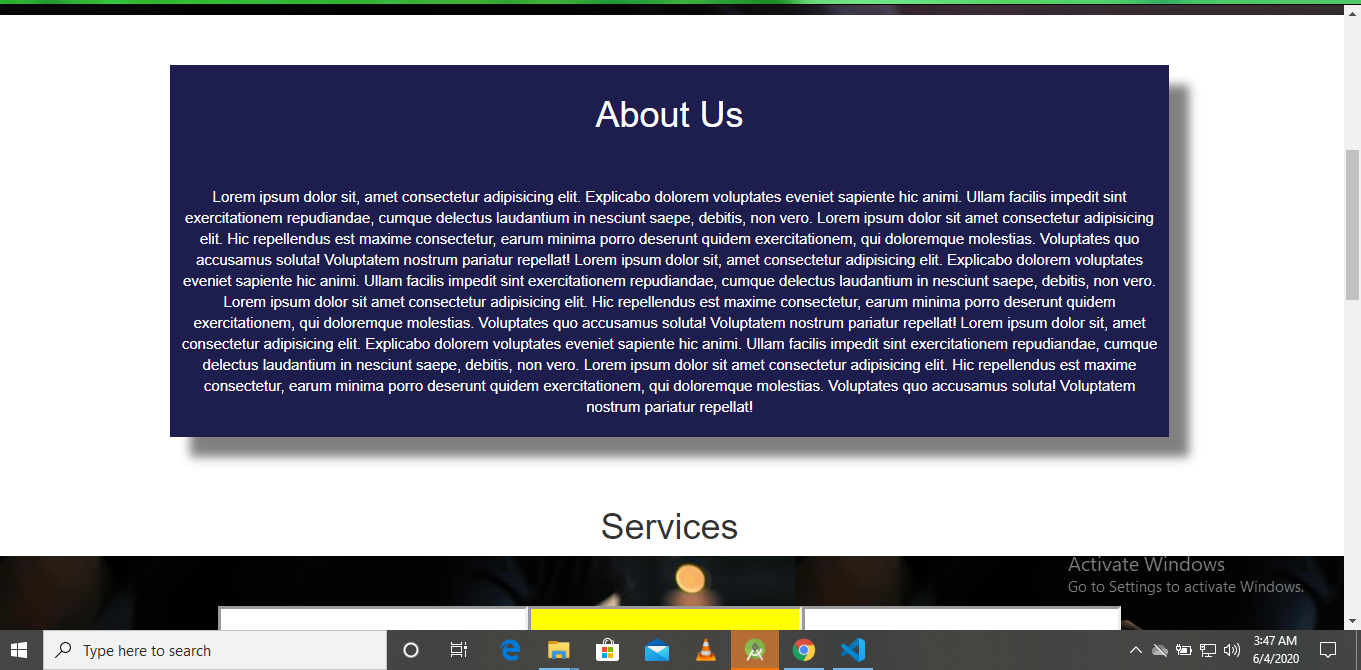 About Us
Lorem ipsum dolor sit, amet consectetur adipisicing elit. Explicabo dolorem voluptates eveniet sapiente hic animi. Ullam facilis impedit sint
exercitationem repudiandae, cumque delectus laudantium in nesciunt saepe, debitis, non vero. Lorem ipsum dolor sit amet consectetur adipisicing
elit. Hic repellendus est maxime consectetur, earum minima porro deserunt quidem exercitationem, qui doloremque molestias. Voluptates quo
accusamus soluta! Voluptatem nostrum pariatur repellat! Lorem ipsum dolor sit, amet consectetur adipisicing elit. Explicabo dolorem voluptates
eveniet sapiente hic animi. Ullam facilis impedit sint exercitationem repudiandae, cumque delectus laudantium in nesciunt saepe, debitis, non vero.
Lorem ipsum dolor sit amet consectetur adipisicing elit. Hic repellendus est maxime consectetur, earum minima porro deserunt quidem
exercitationem, qui doloremque molestias. Voluptates quo accusamus soluta! Voluptatem nostrum pariatur repellat! Lorem ipsum dolor sit, amet
consectetur adipisicing elit. Explicabo dolorem voluptates eveniet sapiente hic animi. Ullam facilis impedit sint exercitationem repudiandae, cumque
delectus laudantium in nesciunt saepe, debitis, non vero. Lorem ipsum dolor sit amet consectetur adipisicing elit. Hic repellendus est maxime
consectetur, earum minima porro deserunt quidem exercitationem, qui doloremque molestias. Voluptates quo accusamus soluta! Voluptatem
nostrum pariatur repellat!
Services
Activate Windows
Go to Settings to activate Windows.
Type here to search
3:47 AM
6/4/2020